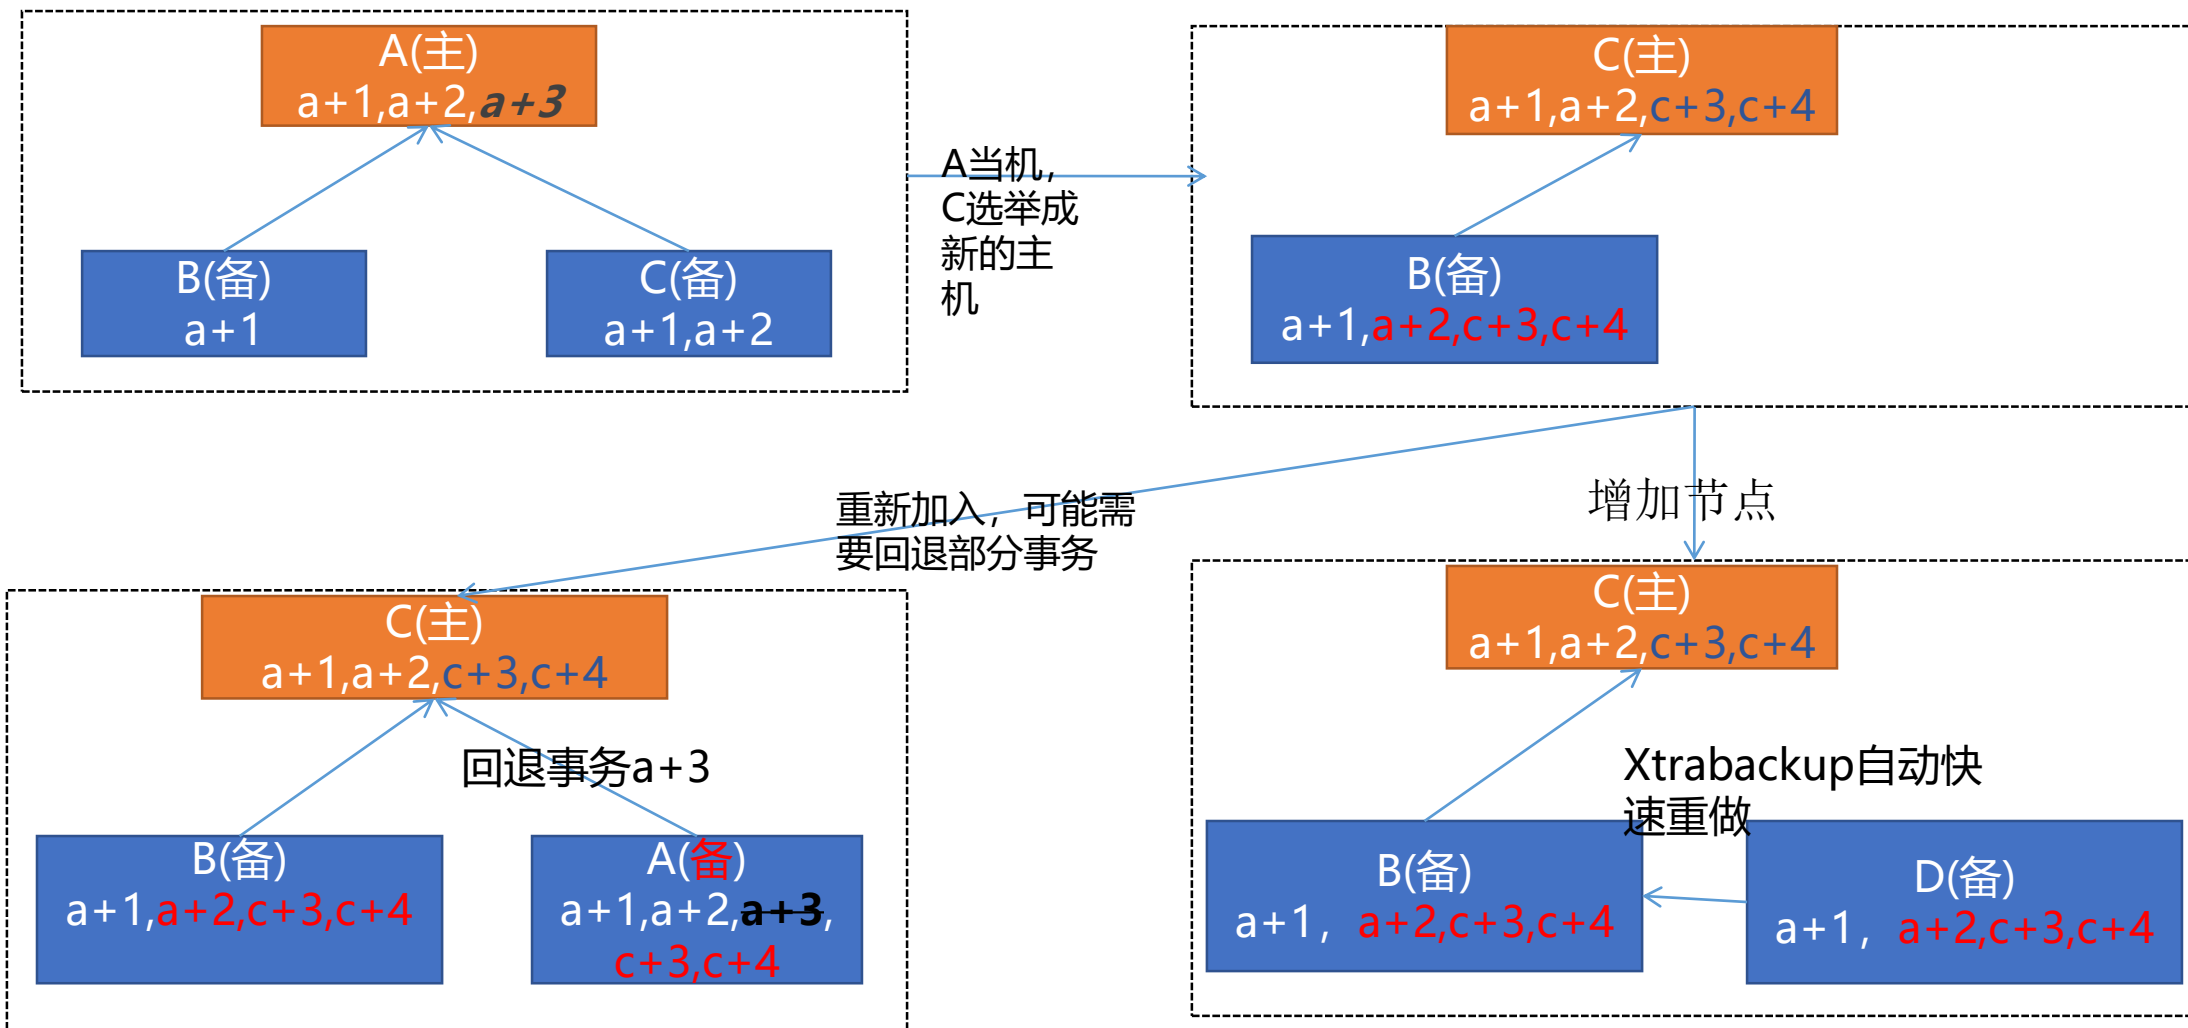 A(主)
a+1,a+2,a+3
B(备)
a+1
C(备)
a+1,a+2
A当机，
C选举成
新的主
机
C(主)
a+1,a+2,c+3,c+4
B(备)
a+1,a+2,c+3,c+4
重新加入，可能需
要回退部分事务
增加节点
C(主)
a+1,a+2,c+3,c+4
回退事务a+3
B(备)
a+1,a+2,c+3,c+4
A(备)
a+1,a+2,a+3,
c+3,c+4
C(主)
a+1,a+2,c+3,c+4
Xtrabackup自动快
速重做
B(备)
a+1，a+2,c+3,c+4
D(备)
a+1，a+2,c+3,c+4